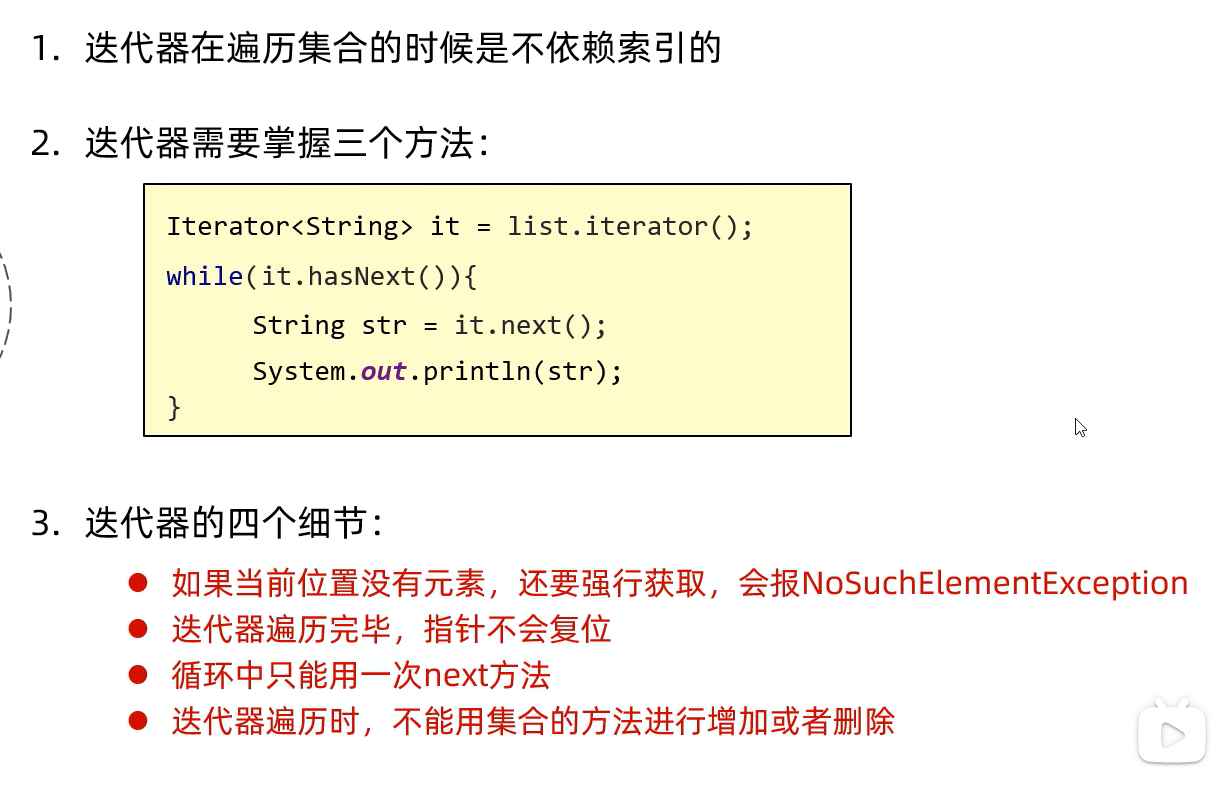 1. 迭代器在遍历集合的时候是不依赖索引的
2. 迭代器需要掌握三个方法：
Iterator<String> it = list.iterator();
while(it.hasNext()){
String str = it.next();
System.out.println(str);
}
3. 迭代器的四个细节：
● 如果当前位置没有元素，还要强行获取，会报NoSuchElementException
● 迭代器遍历完毕，指针不会复位
● 循环中只能用一次next方法
● 迭代器遍历时，不能用集合的方法进行增加或者删除